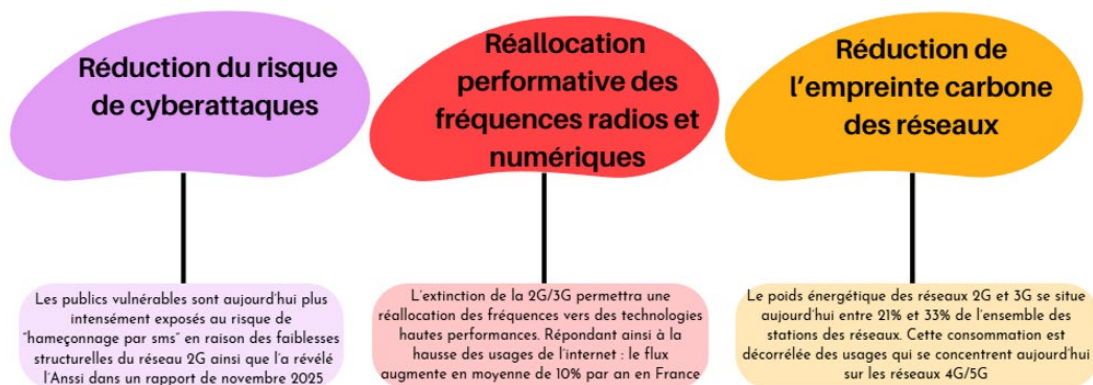 Réduction du risque
de cyberattaques
Les publics vulnérables sont aujourd'hui plus
intensément exposés au risque de
"hameçonnage par sms" en raison des faiblesses
structurelles du réseau 2G ainsi que l'a révélé
l'Anssi dans un rapport de novembre 2025
Réallocation
performative des
fréquences radios et
numériques
L'extinction de la 2G/3G permettra une
réallocation des fréquences vers des technologies
hautes performances. Répondant ainsi à la
hausse des usages de l'internet : le flux
augmente en moyenne de 10% par an en France
Réduction de
l'empreinte carbone
des réseaux
Le poids énergétique des réseaux 2G et 3G se situe
aujourd'hui entre 21% et 33% de l'ensemble des
stations des réseaux. Cette consommation est
décorrélée des usages qui se concentrent aujourd'hui
sur les réseaux 4G/5G